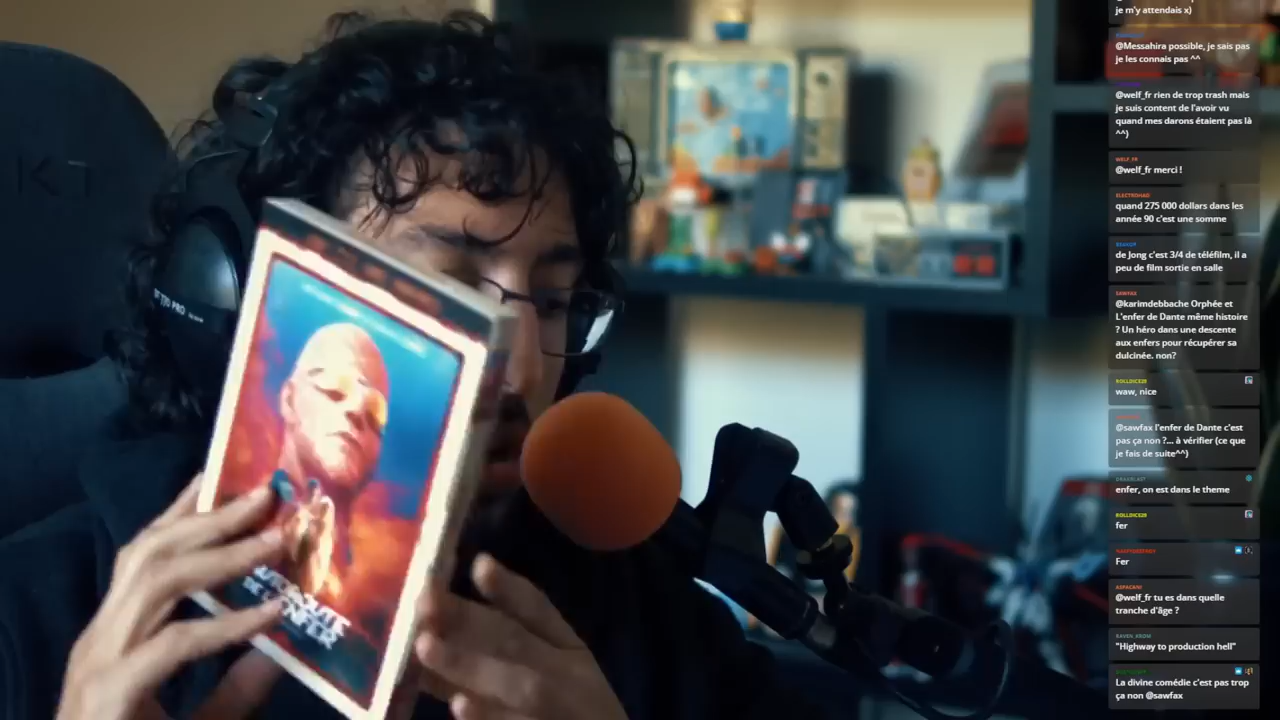 je m'y attendais x)
@Messahira possible, je sais pas
je les connais pas ^^
@welf_fr rien de trop trash mais
je suis content de l'avoir vu
quand mes darons étaient pas là
^^)
WELF_FR
@welf_fr merci !
quand 275 000 dollars dans les
année 90 c'est une somme
de Jong c'est 3/4 de téléfilm, il a
peu de film sortie en salle
SAWFAX
@karimdebbache Orphée et
L'enfer de Dante même histoire
? Un héro dans une descente
aux enfers pour récupérer sa
dulcinée. non?
waw, nice
@sawfax l'enfer de Dante c'est
pas ça non ?... à vérifier (ce que
je fais de suite^^)
enfer, on est dans le theme
fer
Fer
@welf_fr tu es dans quelle
tranche d'âge ?
RAVEN_KROM
"Highway to production hell"
La divine comédie c'est pas trop
ça non @sawfax